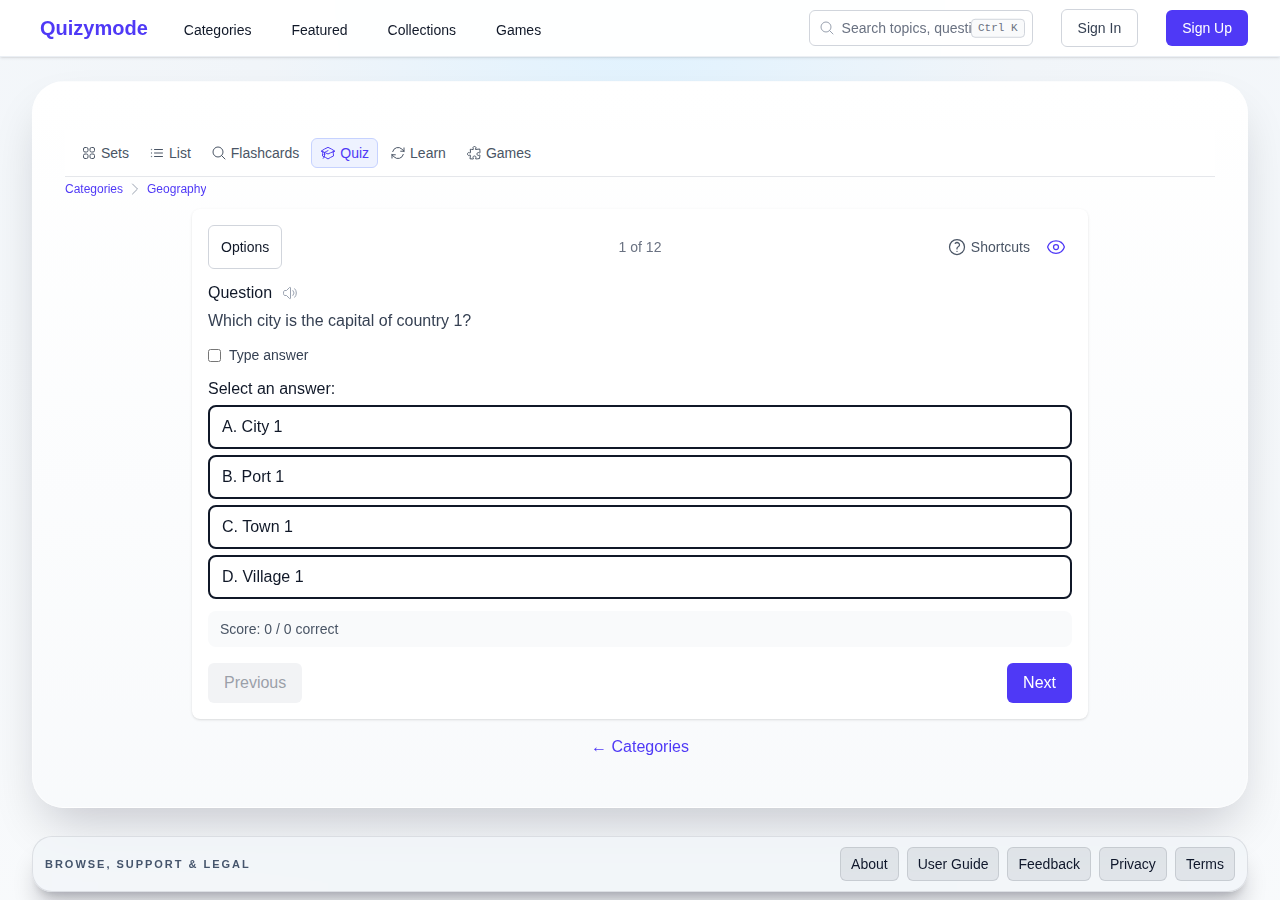 Quizymode
Categories
Featured
Collections
Games
Search topics, questi
Ctrl K
Sign In
Sign Up
Sets
List
Flashcards
Quiz
Learn
Games
Categories
Geography
Options
1 of 12
Shortcuts
Question
Which city is the capital of country 1?
Type answer
Select an answer:
A. City 1
B. Port 1
C. Town 1
D. Village 1
Score: 0 / 0 correct
Previous
Next
← Categories
BROWSE, SUPPORT & LEGAL
About
User Guide
Feedback
Privacy
Terms